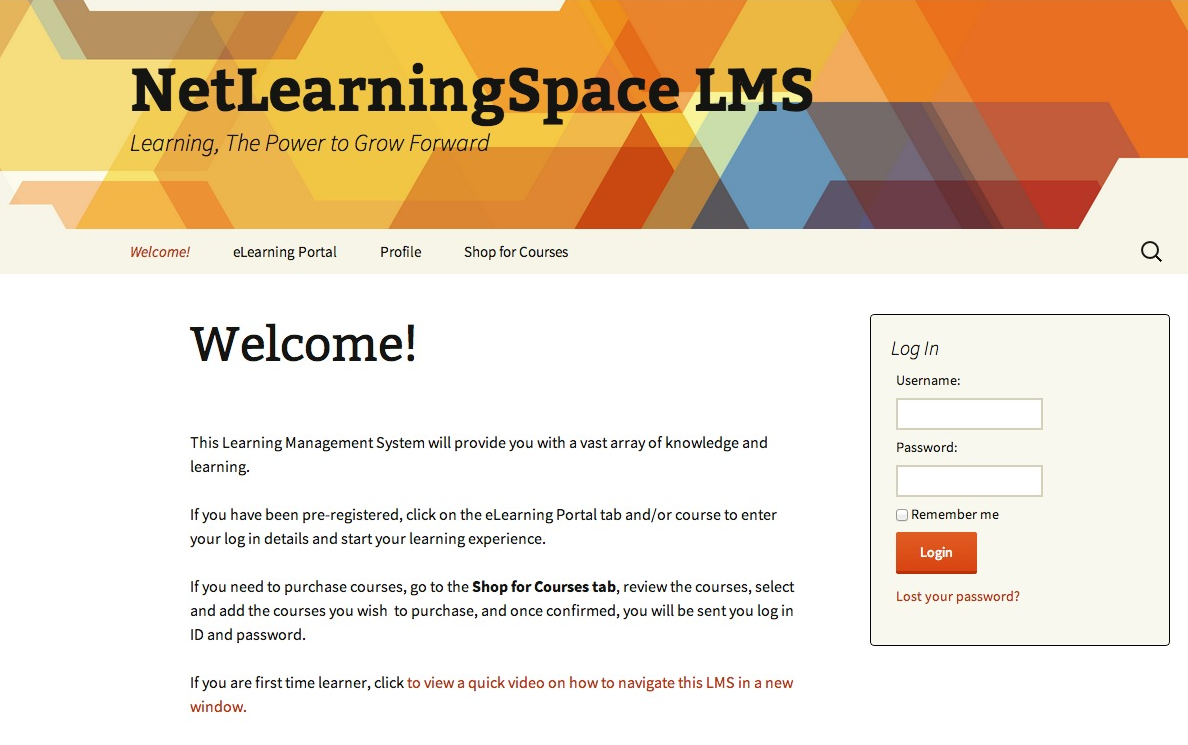 NetLearningSpace LMS
Learning, The Power to Grow Forward
Welcome! eLearning Portal Profile Shop for Courses
Welcome!
This Learning Management System will provide you with a vast array of knowledge and
learning.
If you have been pre-registered, click on the eLearning Portal tab and/or course to enter
your log in details and start your learning experience.
If you need to purchase courses, go to the Shop for Courses tab, review the courses, select
and add the courses you wish to purchase, and once confirmed, you will be sent you log in
ID and password.
If you are first time learner, click to view a quick video on how to navigate this LMS in a new
window.
Log In
Username:
Password:
Remember me
Login
Lost your password?